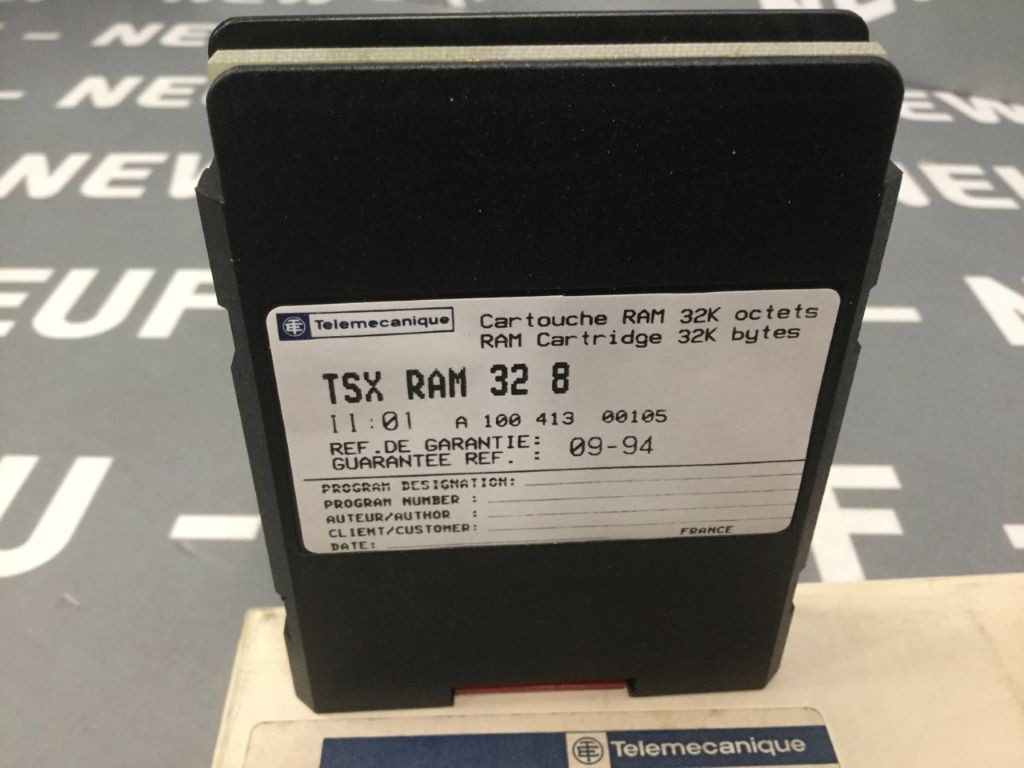 Telemecanique
Cartouche RAM 32K octets
RAM Cartridge 32K bytes
TSX RAM 32 8
II:01 A 100 413 00105
REF.DE GARANTIE:
GUARANTEE REF. : 09-94
PROGRAM DESIGNATION:
PROGRAM NUMBER :
AUTEUR/AUTHOR :
CLIENT/CUSTOMER:
FRANCE
DATE:
Telemecanique
NEW
NEW
NEW
NEUF
NEW